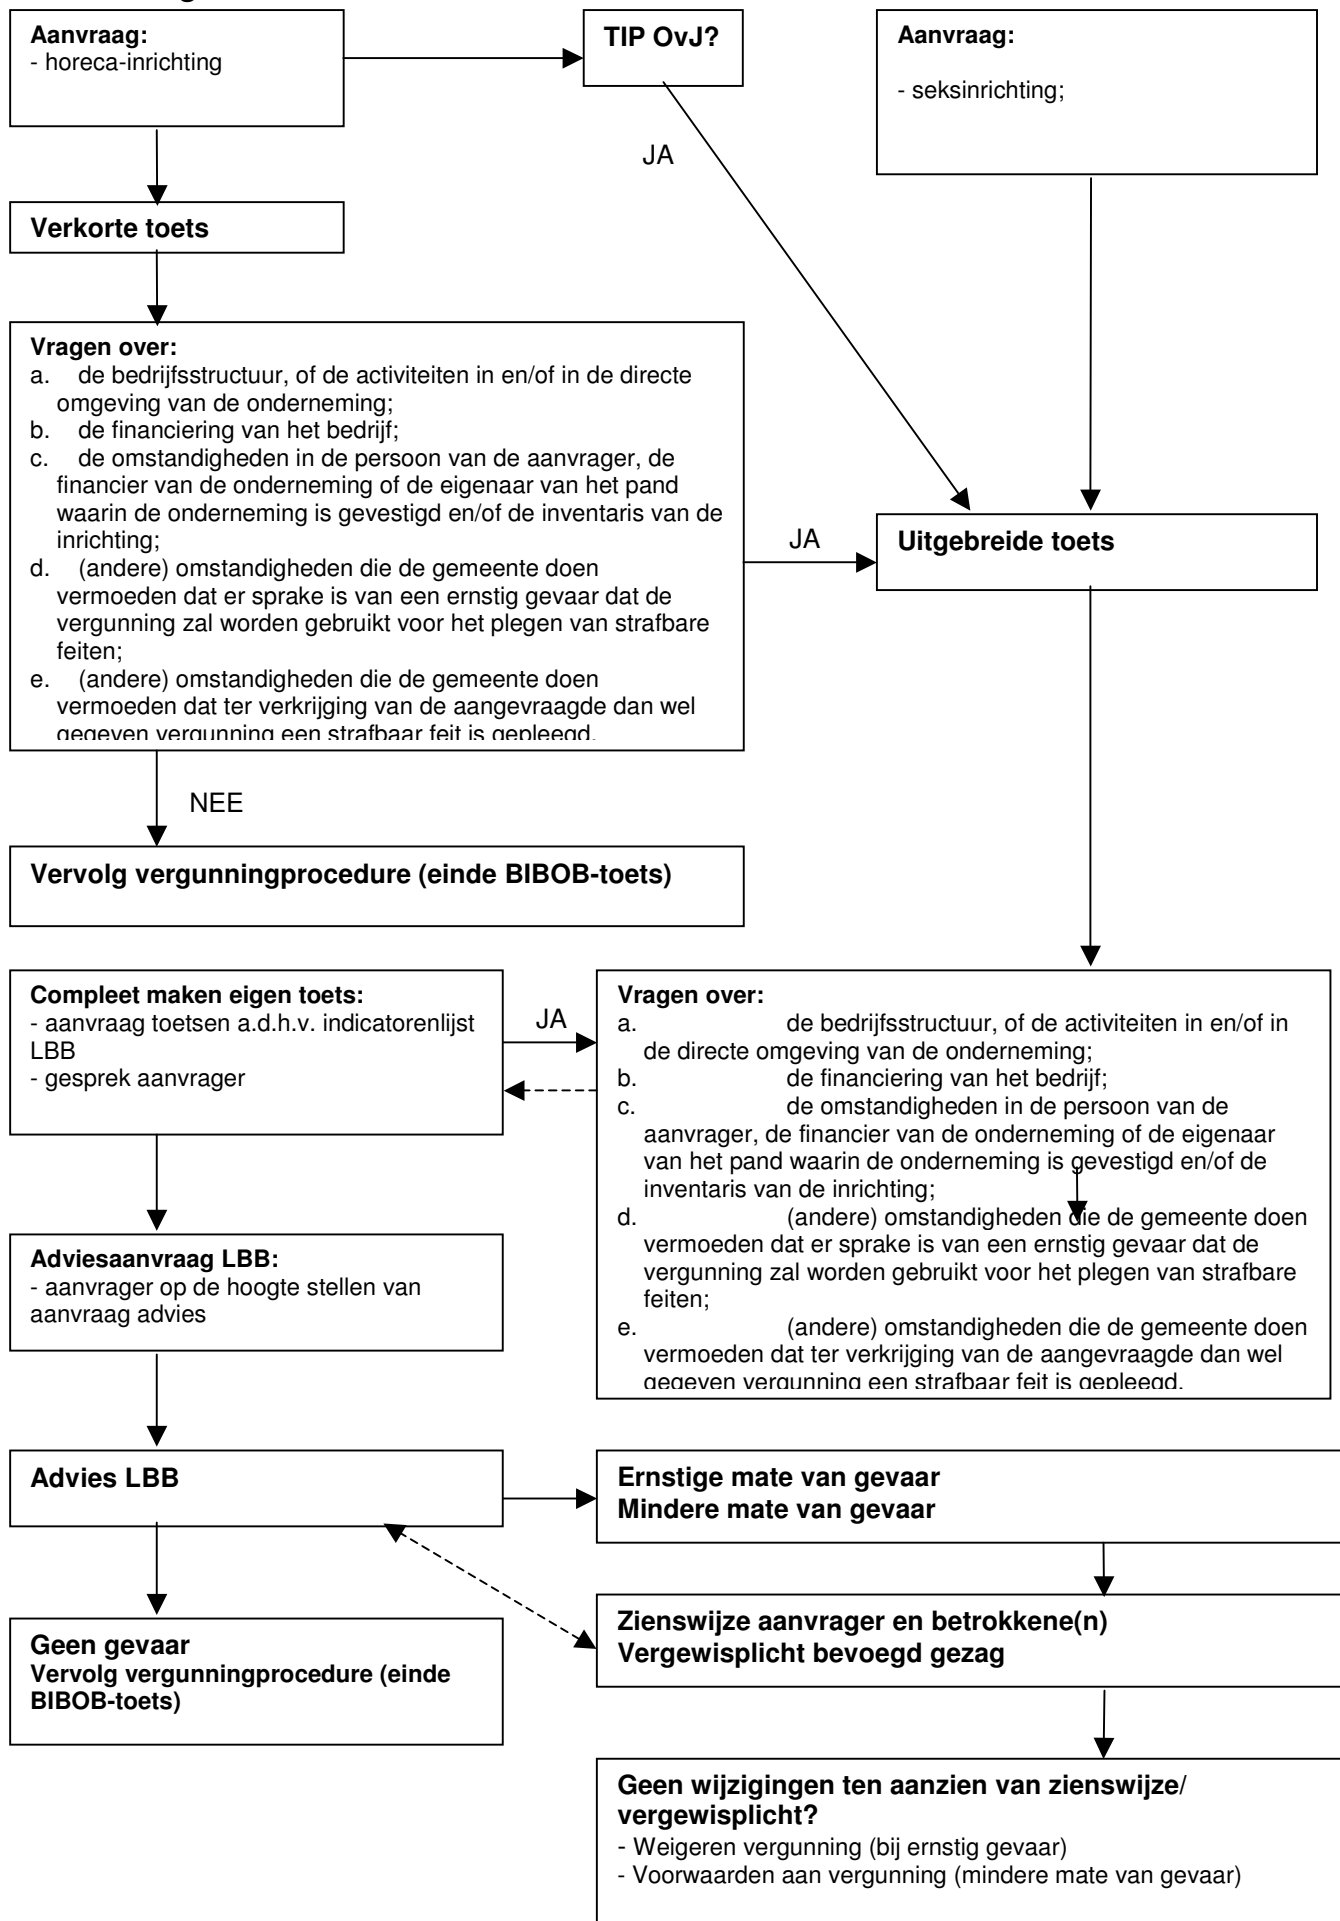 Aanvraag:
- horeca-inrichting
TIP OvJ?
Aanvraag:
- seksinrichting;
JA
Verkorte toets
Vragen over:
a. de bedrijfsstructuur, of de activiteiten in en/of in de directe
omgeving van de onderneming;
b. de financiering van het bedrijf;
c. de omstandigheden in de persoon van de aanvrager, de
financier van de onderneming of de eigenaar van het pand
waarin de onderneming is gevestigd en/of de inventaris van de
inrichting;
d. (andere) omstandigheden die de gemeente doen
vermoeden dat er sprake is van een ernstig gevaar dat de
vergunning zal worden gebruikt voor het plegen van strafbare
feiten;
e. (andere) omstandigheden die de gemeente doen
vermoeden dat ter verkrijging van de aangevraagde dan wel
gegeven vergunning een strafbaar feit is gepleegd.
JA
Uitgebreide toets
NEE
Vervolg vergunningprocedure (einde BIBOB-toets)
Compleet maken eigen toets:
- aanvraag toetsen a.d.h.v. indicatorenlijst
LBB
- gesprek aanvrager
JA
Vragen over:
a. de bedrijfsstructuur, of de activiteiten in en/of in
de directe omgeving van de onderneming;
b. de financiering van het bedrijf;
c. de omstandigheden in de persoon van de
aanvrager, de financier van de onderneming of de eigenaar
van het pand waarin de onderneming is gevestigd en/of de
inventaris van de inrichting;
d. (andere) omstandigheden die de gemeente doen
vermoeden dat er sprake is van een ernstig gevaar dat de
vergunning zal worden gebruikt voor het plegen van strafbare
feiten;
e. (andere) omstandigheden die de gemeente doen
vermoeden dat ter verkrijging van de aangevraagde dan wel
gegeven vergunning een strafbaar feit is gepleegd.
Adviesaanvraag LBB:
- aanvrager op de hoogte stellen van
aanvraag advies
Advies LBB
Ernstige mate van gevaar
Mindere mate van gevaar
Zienswijze aanvrager en betrokkene(n)
Vergewisplicht bevoegd gezag
Geen gevaar
Vervolg vergunningprocedure (einde
BIBOB-toets)
Geen wijzigingen ten aanzien van zienswijze/
vergewisplicht?
- Weigeren vergunning (bij ernstig gevaar)
- Voorwaarden aan vergunning (mindere mate van gevaar)